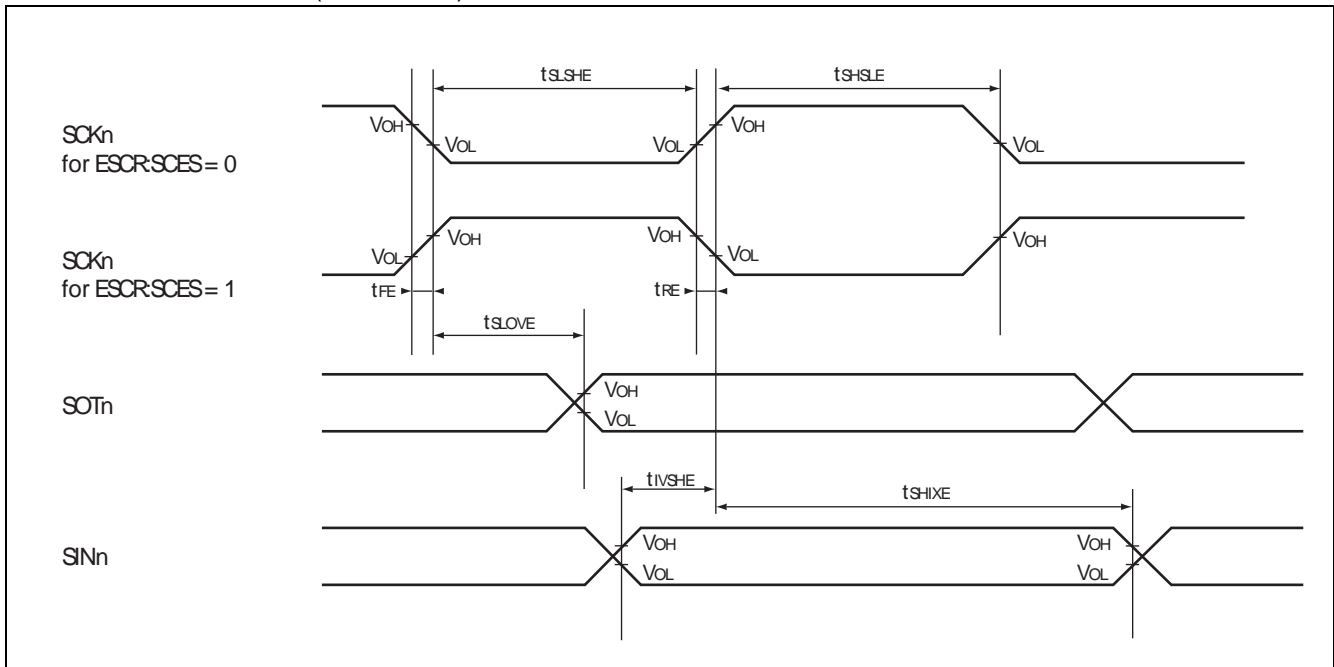 tSLSHE
tSHSLE
SCKn
for ESCR:SCES = 0
VOH
VOL
VOL
VOH
VOL
SCKn
for ESCR:SCES = 1
VOL
VOH
VOH
VOL
VOH
tFE
tRE
tSLOVE
SOTn
VOH
VOL
tIVSHE
tSHIXE
SINn
VOH
VOL
VOH
VOL